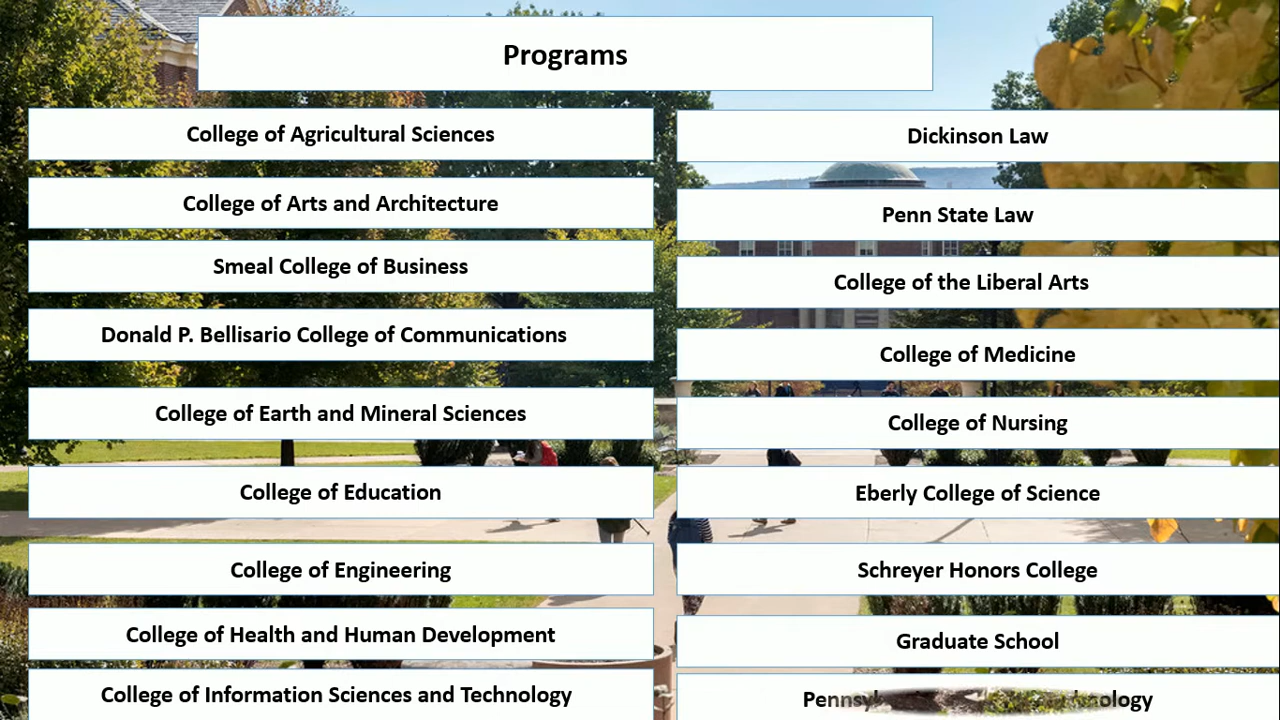 Programs
College of Agricultural Sciences
College of Arts and Architecture
Smeal College of Business
Donald P. Bellisario College of Communications
College of Earth and Mineral Sciences
College of Education
College of Engineering
College of Health and Human Development
College of Information Sciences and Technology
Dickinson Law
Penn State Law
College of the Liberal Arts
College of Medicine
College of Nursing
Eberly College of Science
Schreyer Honors College
Graduate School